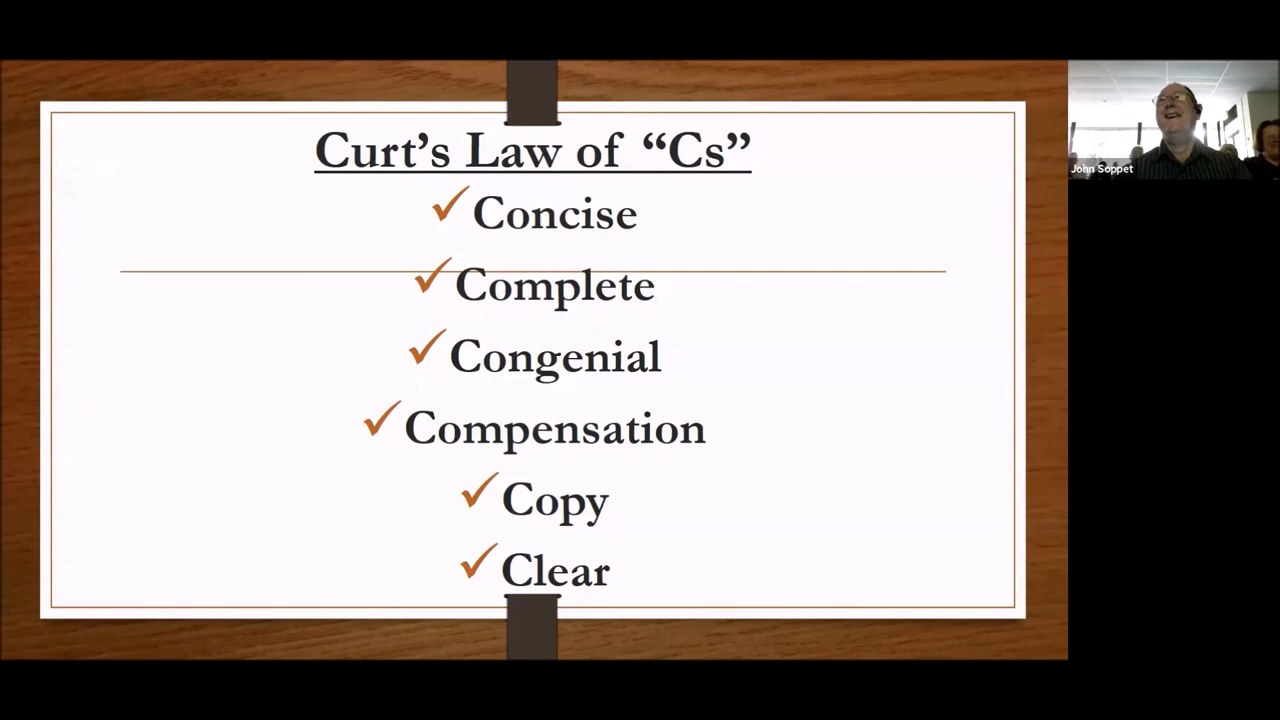 Curt’s Law of “Cs”
✓Concise
✓Complete
✓Congenial
✓Compensation
✓Copy
✓Clear
John Soppet